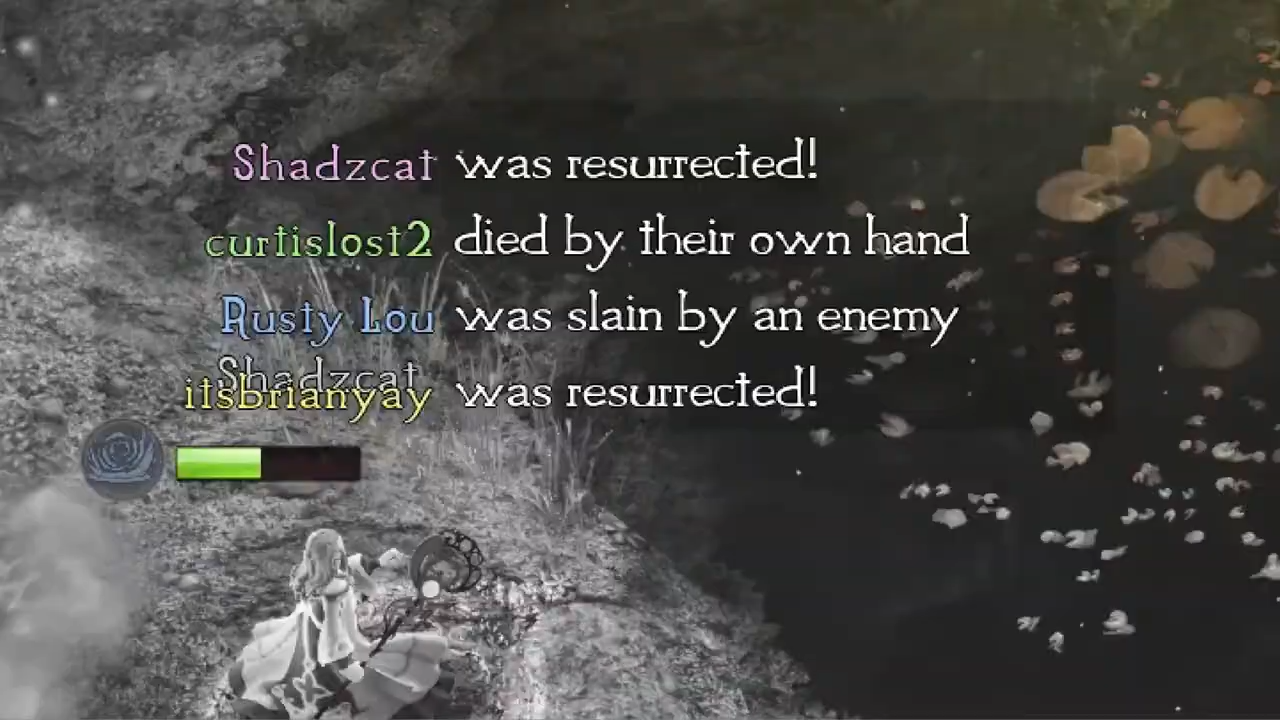 Shadzcat was resurrected!
curtislost2 died by their own hand
Rusty Lou was slain by an enemy
Shadzcat
itsbrianyay was resurrected!